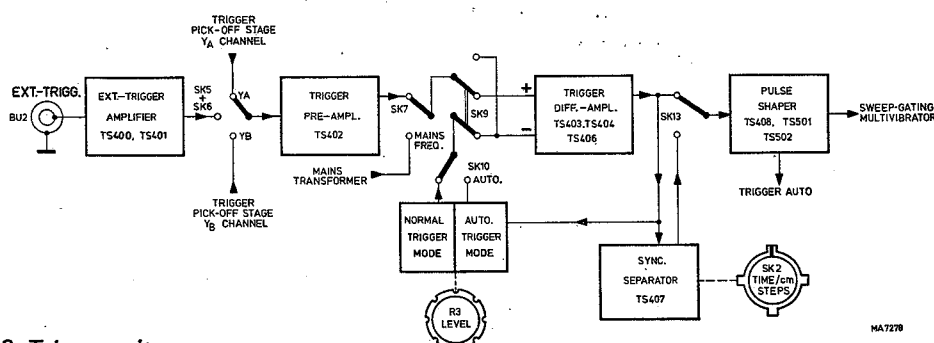 TRIGGER
PICK-OFF STAGE
YA CHANNEL
EXT.-TRIGG.
BU2
EXT.-TRIGGER
AMPLIFIER
TS400, TS401
SK5
+
SK6
YA
YB
TRIGGER
PICK-OFF STAGE
YB CHANNEL
TRIGGER
PRE-AMPL.
TS402
SK7
MAINS
FREQ.
MAINS
TRANSFORMER
SK9
SK10
AUTO.
NORMAL
TRIGGER
MODE
AUTO.
TRIGGER
MODE
R3
LEVEL
+
-
TRIGGER
DIFF.-AMPL.
TS403, TS404
TS406
SK13
SYNC.
SEPARATOR
TS407
SK2
TIME/cm
STEPS
PULSE
SHAPER
TS408, TS501
TS502
SWEEP-GATING
MULTIVIBRATOR
TRIGGER AUTO
MA7278